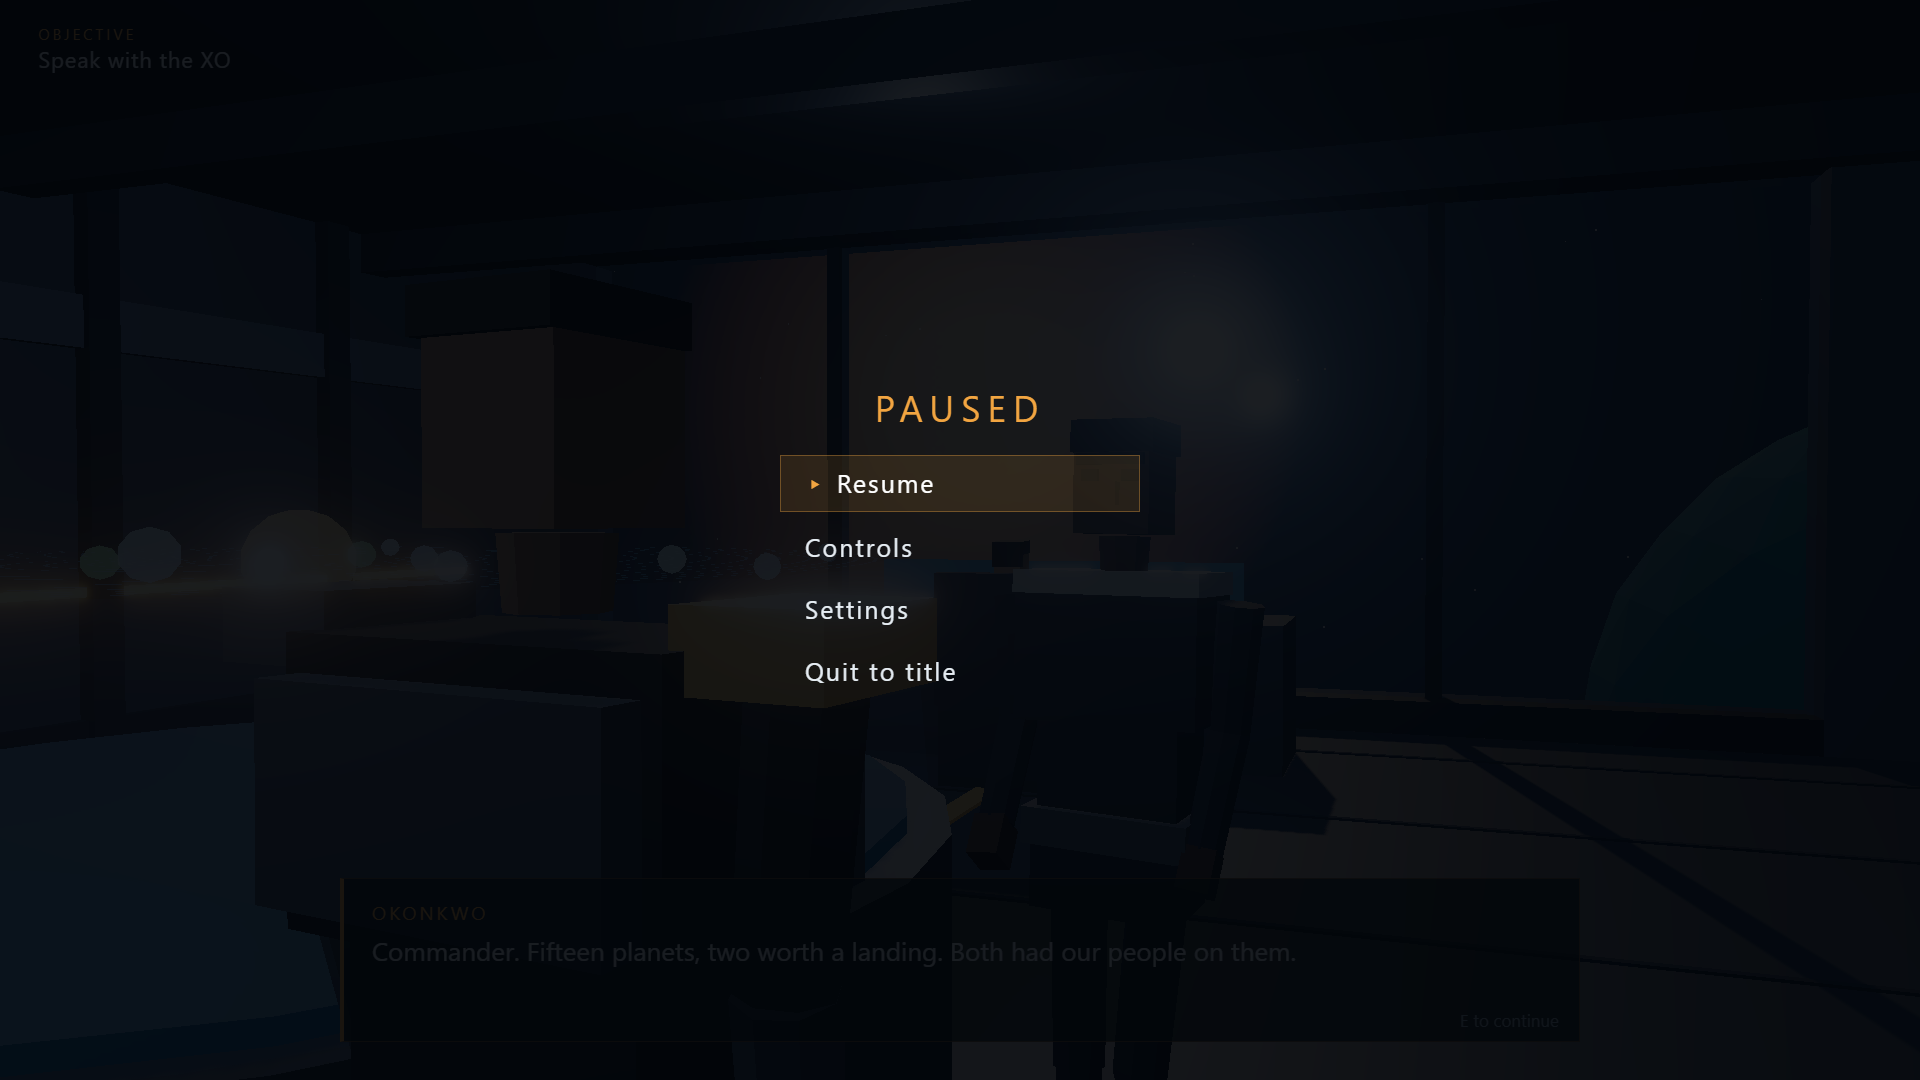 OBJECTIVE
Speak with the XO
PAUSED
Resume
Controls
Settings
Quit to title
OKONKWO
Commander. Fifteen planets, two worth a landing. Both had our people on them.
E to continue